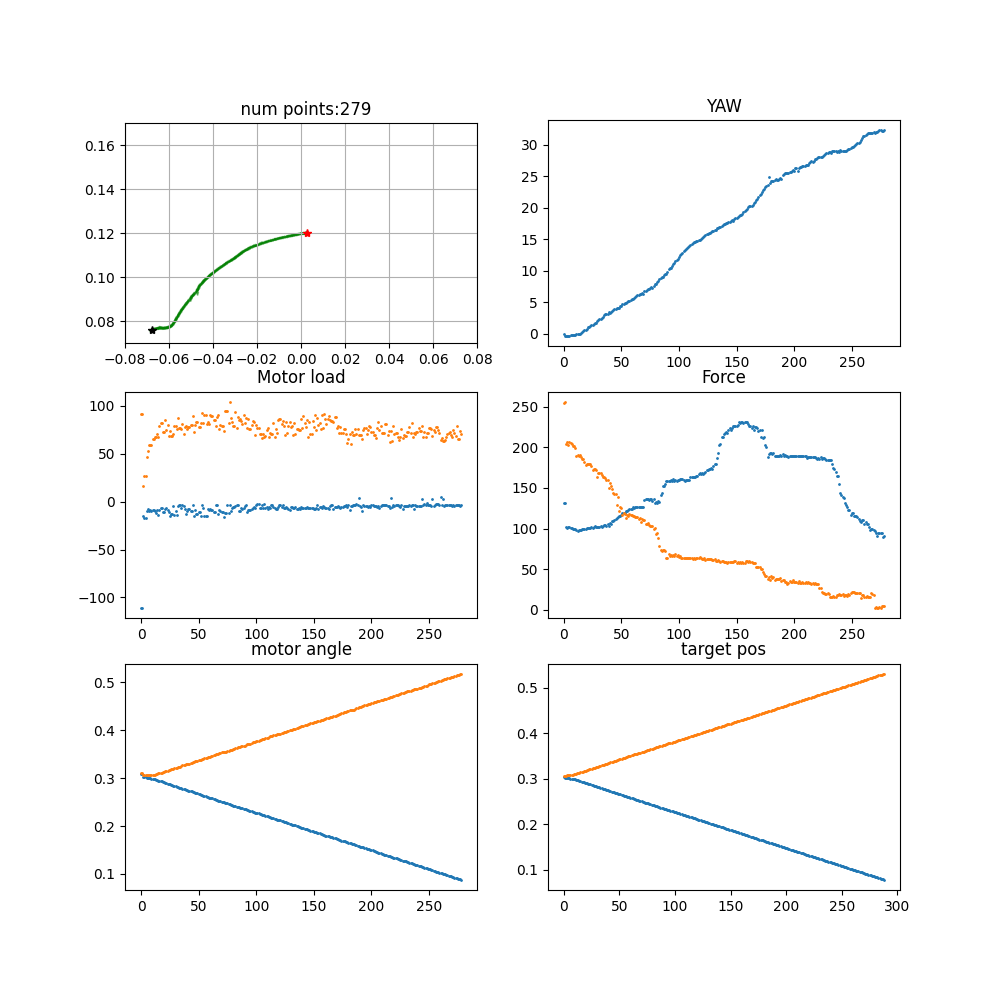 num points:279
YAW
0.16
0.14
0.12
0.10
0.08
−0.08 −0.06 −0.04 −0.02 0.00 0.02 0.04 0.06 0.08
30
25
20
15
10
5
0
0 50 100 150 200 250
Motor load
Force
100
50
0
−50
−100
0 50 100 150 200 250
250
200
150
100
50
0
0 50 100 150 200 250
motor angle
target pos
0.5
0.4
0.3
0.2
0.1
0 50 100 150 200 250
0.5
0.4
0.3
0.2
0.1
0 50 100 150 200 250 300